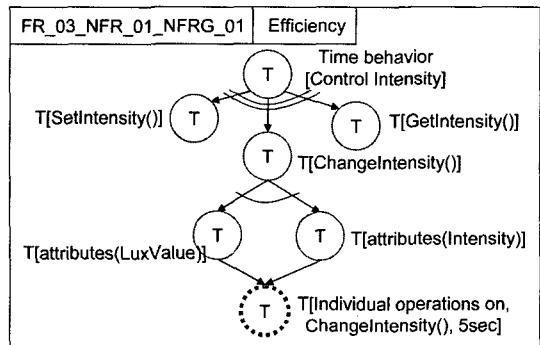 FR_03_NFR_01_NFRG_01
Efficiency
Time behavior
[Control Intensity]
T
T[SetIntensity()]
T
T
T[GetIntensity()]
T
T[ChangeIntensity()]
T
T
T[attributes(LuxValue)]
T[attributes(Intensity)]
T
T[Individual operations on,
ChangeIntensity(), 5sec]